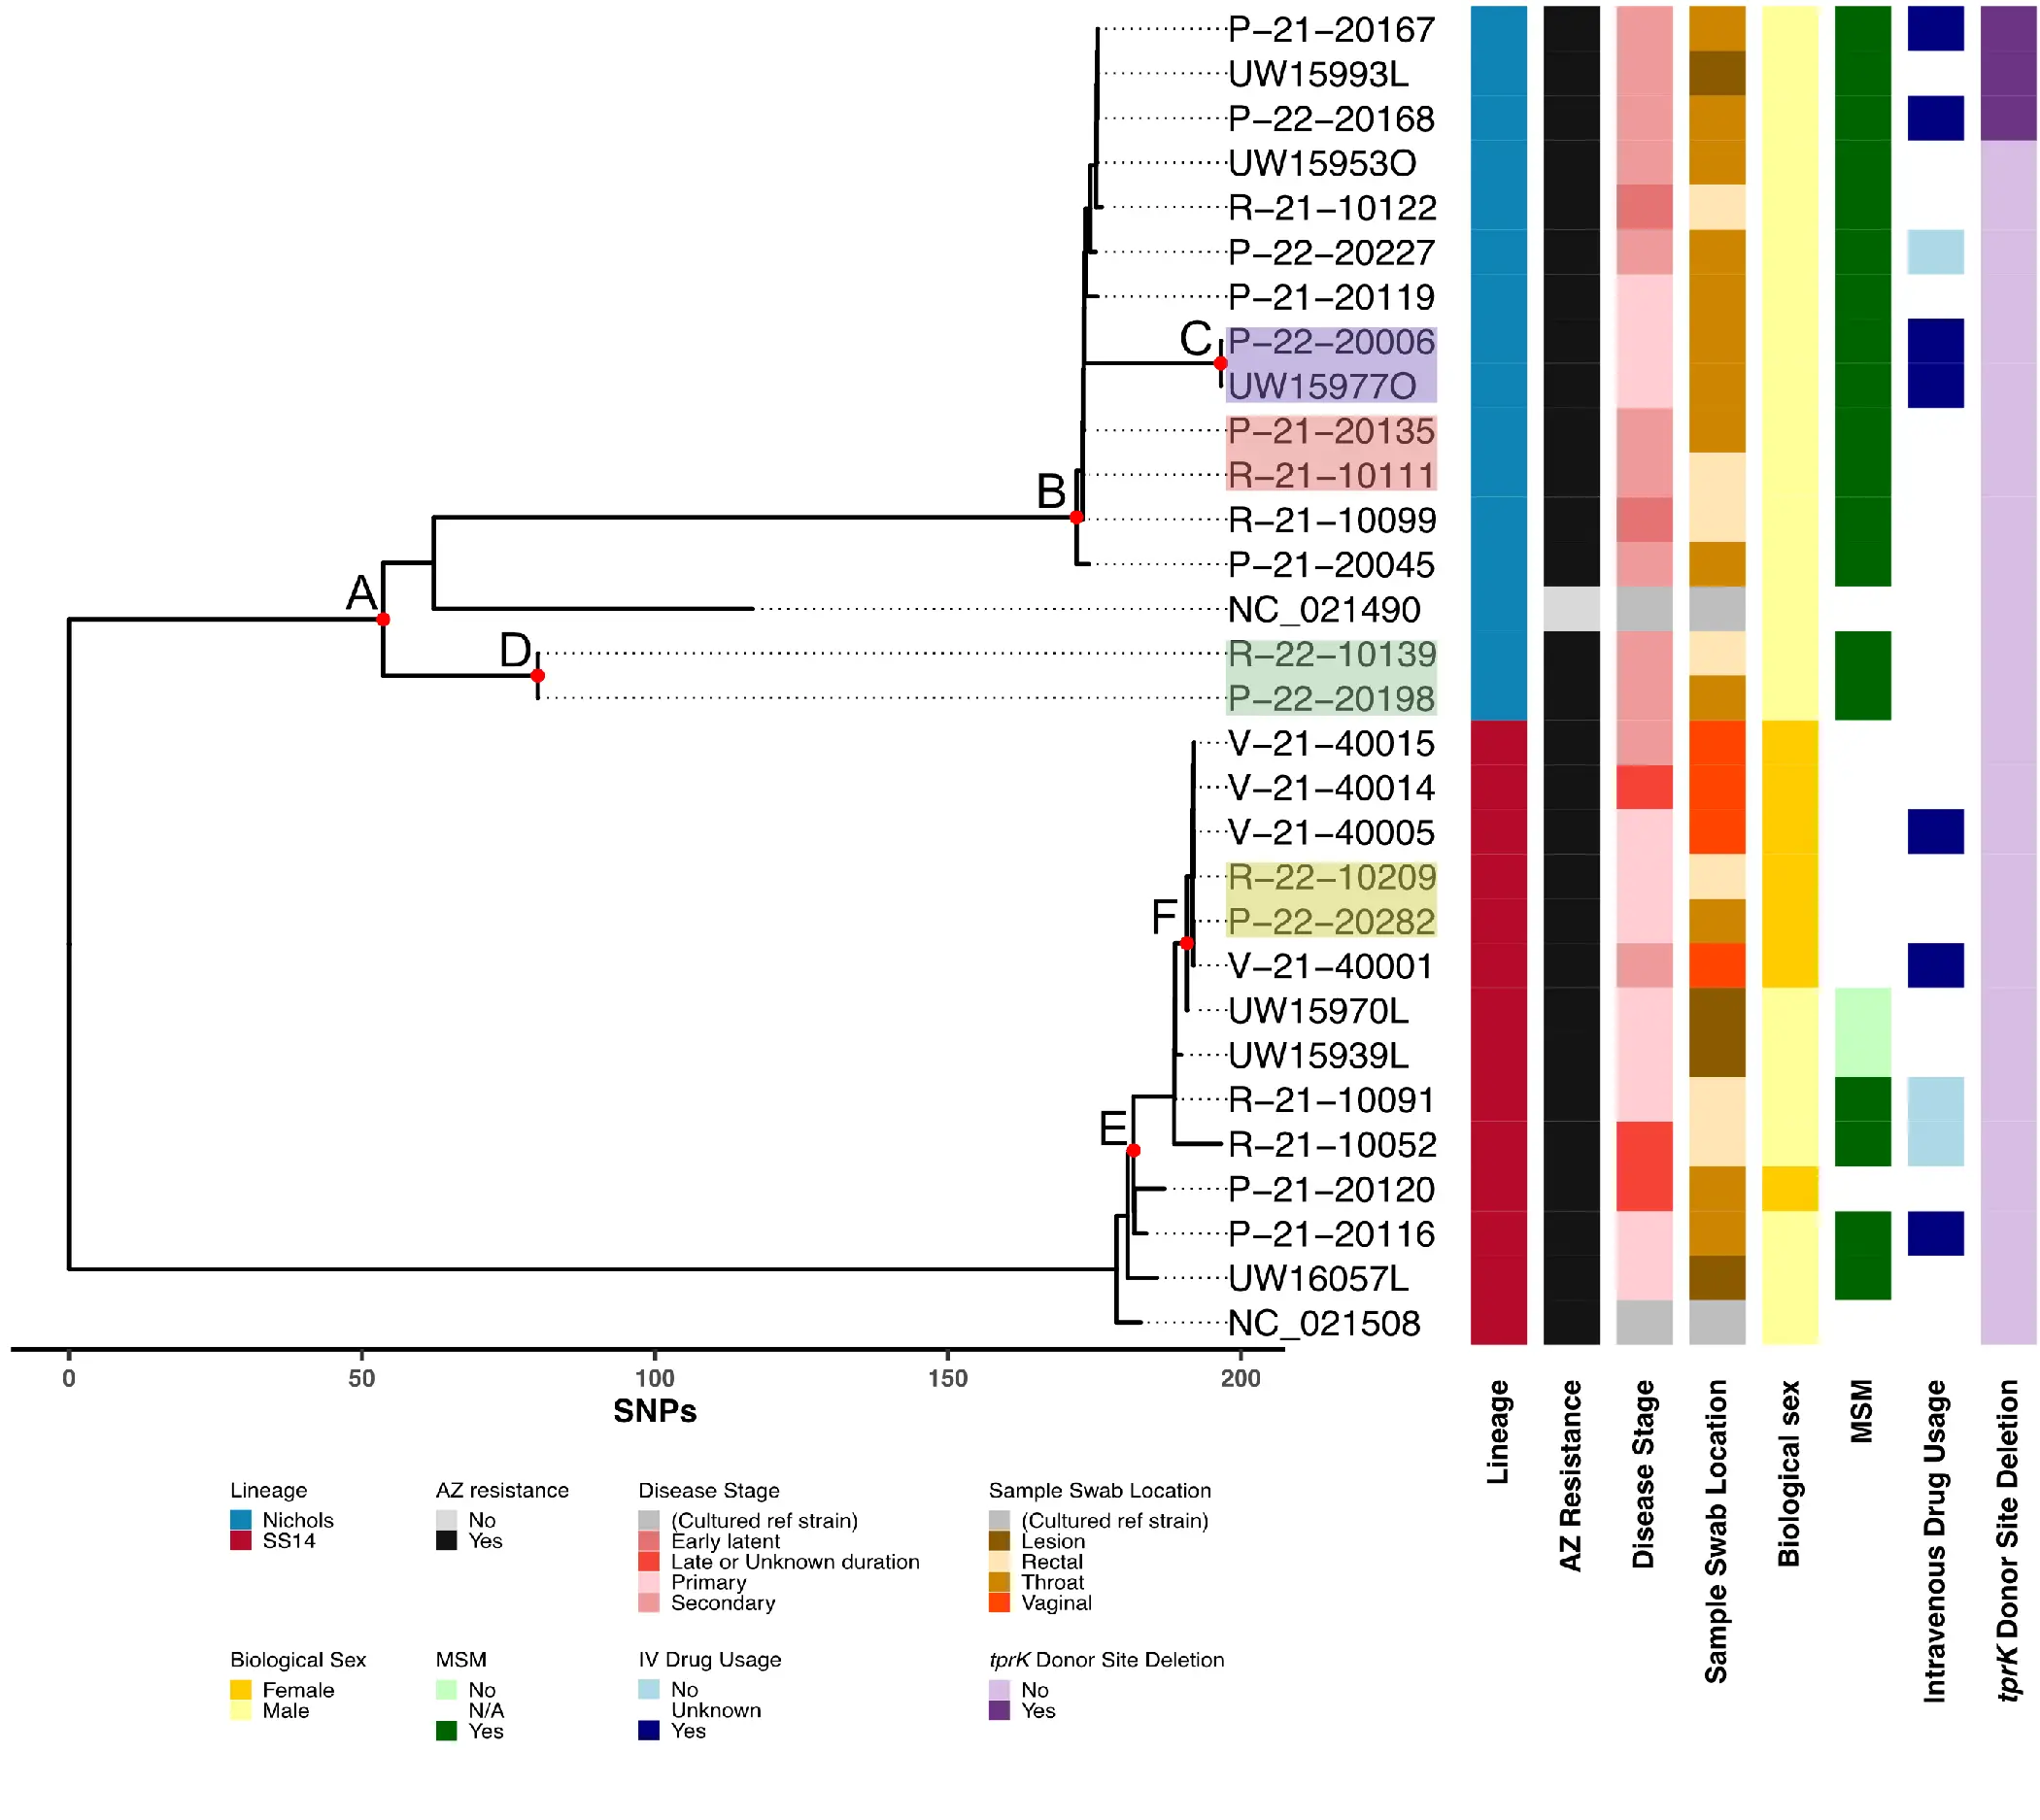 P−21−20167
UW15993L
P−22−20168
UW15953O
R−21−10122
P−22−20227
P−21−20119
C
P−22−20006
UW15977O
P−21−20135
R−21−10111
B
R−21−10099
P−21−20045
A
NC_021490
D
R−22−10139
P−22−20198
V−21−40015
V−21−40014
V−21−40005
R−22−10209
F
P−22−20282
V−21−40001
UW15970L
UW15939L
R−21−10091
E
R−21−10052
P−21−20120
P−21−20116
UW16057L
NC_021508
0 50 100 150 200
SNPs
Lineage
AZ Resistance
Disease Stage
Sample Swab Location
Biological sex
MSM
Intravenous Drug Usage
tprK Donor Site Deletion
Lineage
Nichols
SS14
AZ resistance
No
Yes
Disease Stage
(Cultured ref strain)
Early latent
Late or Unknown duration
Primary
Secondary
Sample Swab Location
(Cultured ref strain)
Lesion
Rectal
Throat
Vaginal
Biological Sex
Female
Male
MSM
No
N/A
Yes
IV Drug Usage
No
Unknown
Yes
tprK Donor Site Deletion
No
Yes